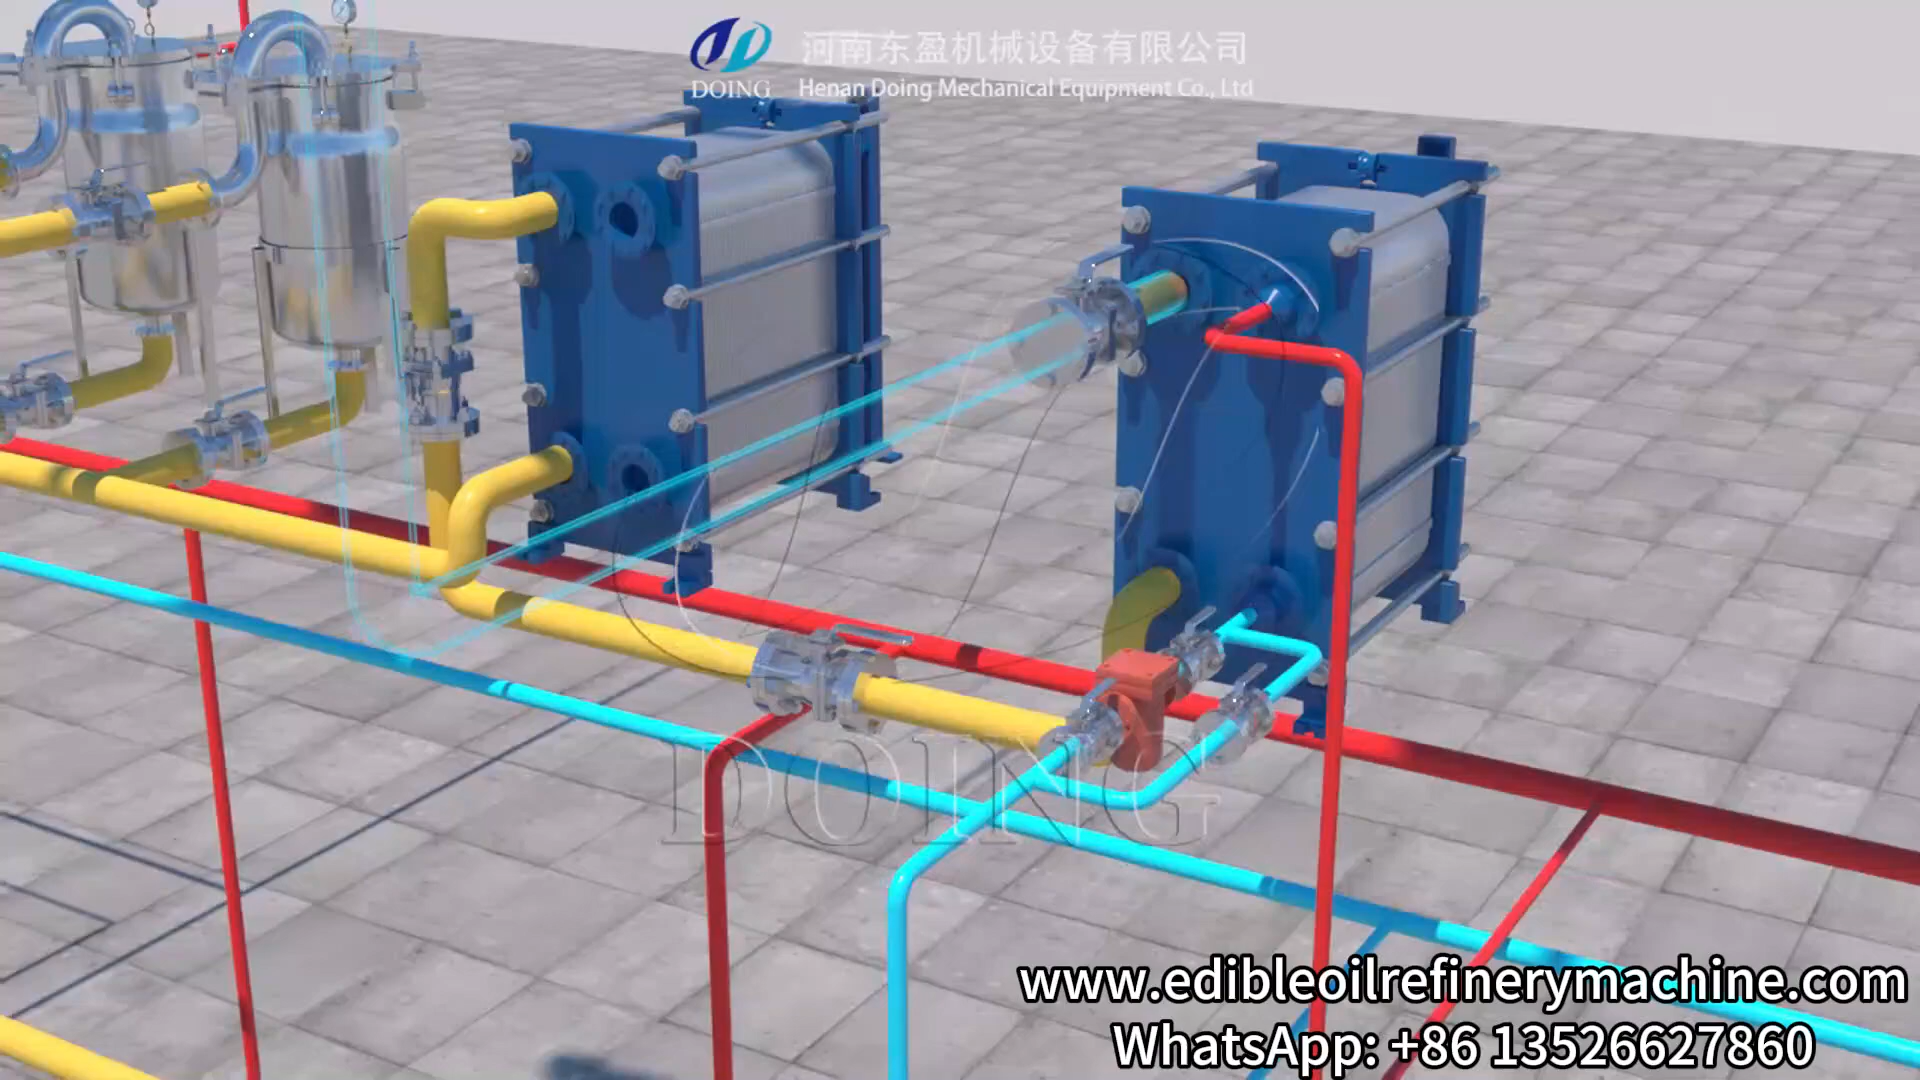 河南东盈机械设备有限公司
DOING Henan Doing Mechanical Equipment Co., Ltd
DOING
www.edibleoilrefinerymachine.com
WhatsApp: +86 13526627860